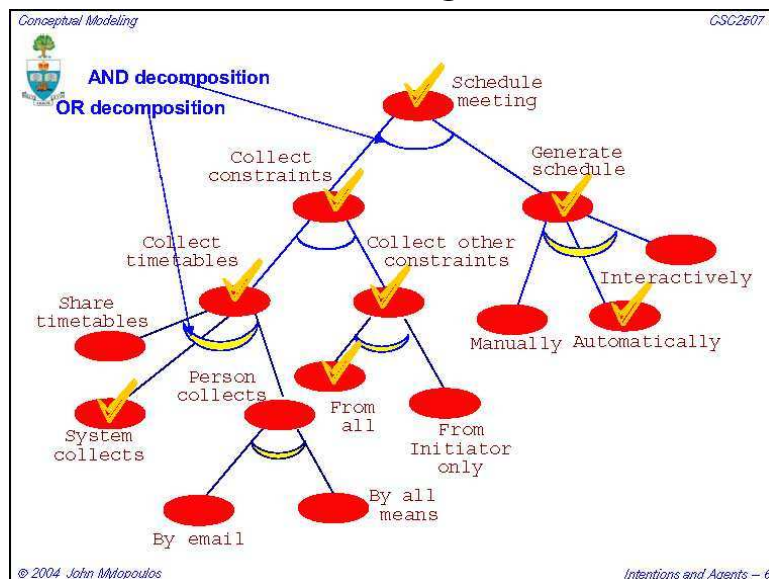 Conceptual Modeling
CSC2507
AND decomposition
OR decomposition
Schedule
meeting
Collect
constraints
Generate
schedule
Collect
timetables
Collect other
constraints
Interactively
Share
timetables
Manually
Automatically
Person
collects
System
collects
From
all
From
Initiator
only
By email
By all
means
© 2004 John Mylopoulos
Intentions and Agents -- 6